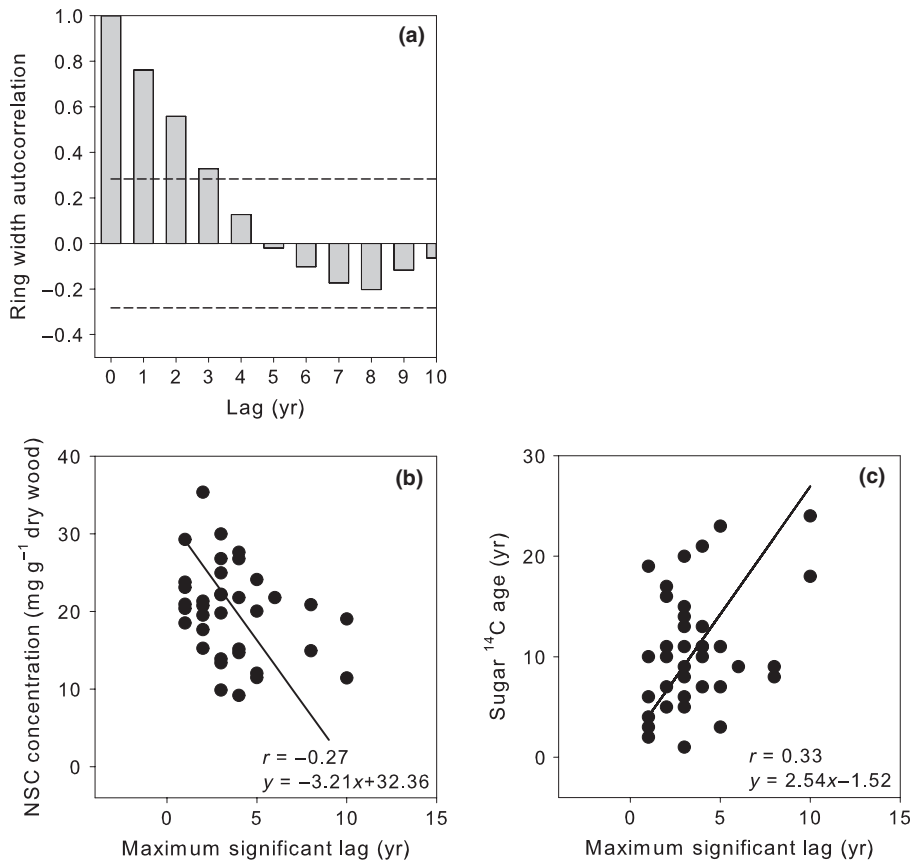 (a)
Ring width autocorrelation
1.0
0.8
0.6
0.4
0.2
0.0
−0.2
−0.4
0 1 2 3 4 5 6 7 8 9 10
Lag (yr)
(b)
NSC concentration (mg g⁻¹ dry wood)
40
30
20
10
0
r = −0.27
y = −3.21x+32.36
0 5 10 15
Maximum significant lag (yr)
(c)
Sugar ¹⁴C age (yr)
30
20
10
0
r = 0.33
y = 2.54x−1.52
0 5 10 15
Maximum significant lag (yr)